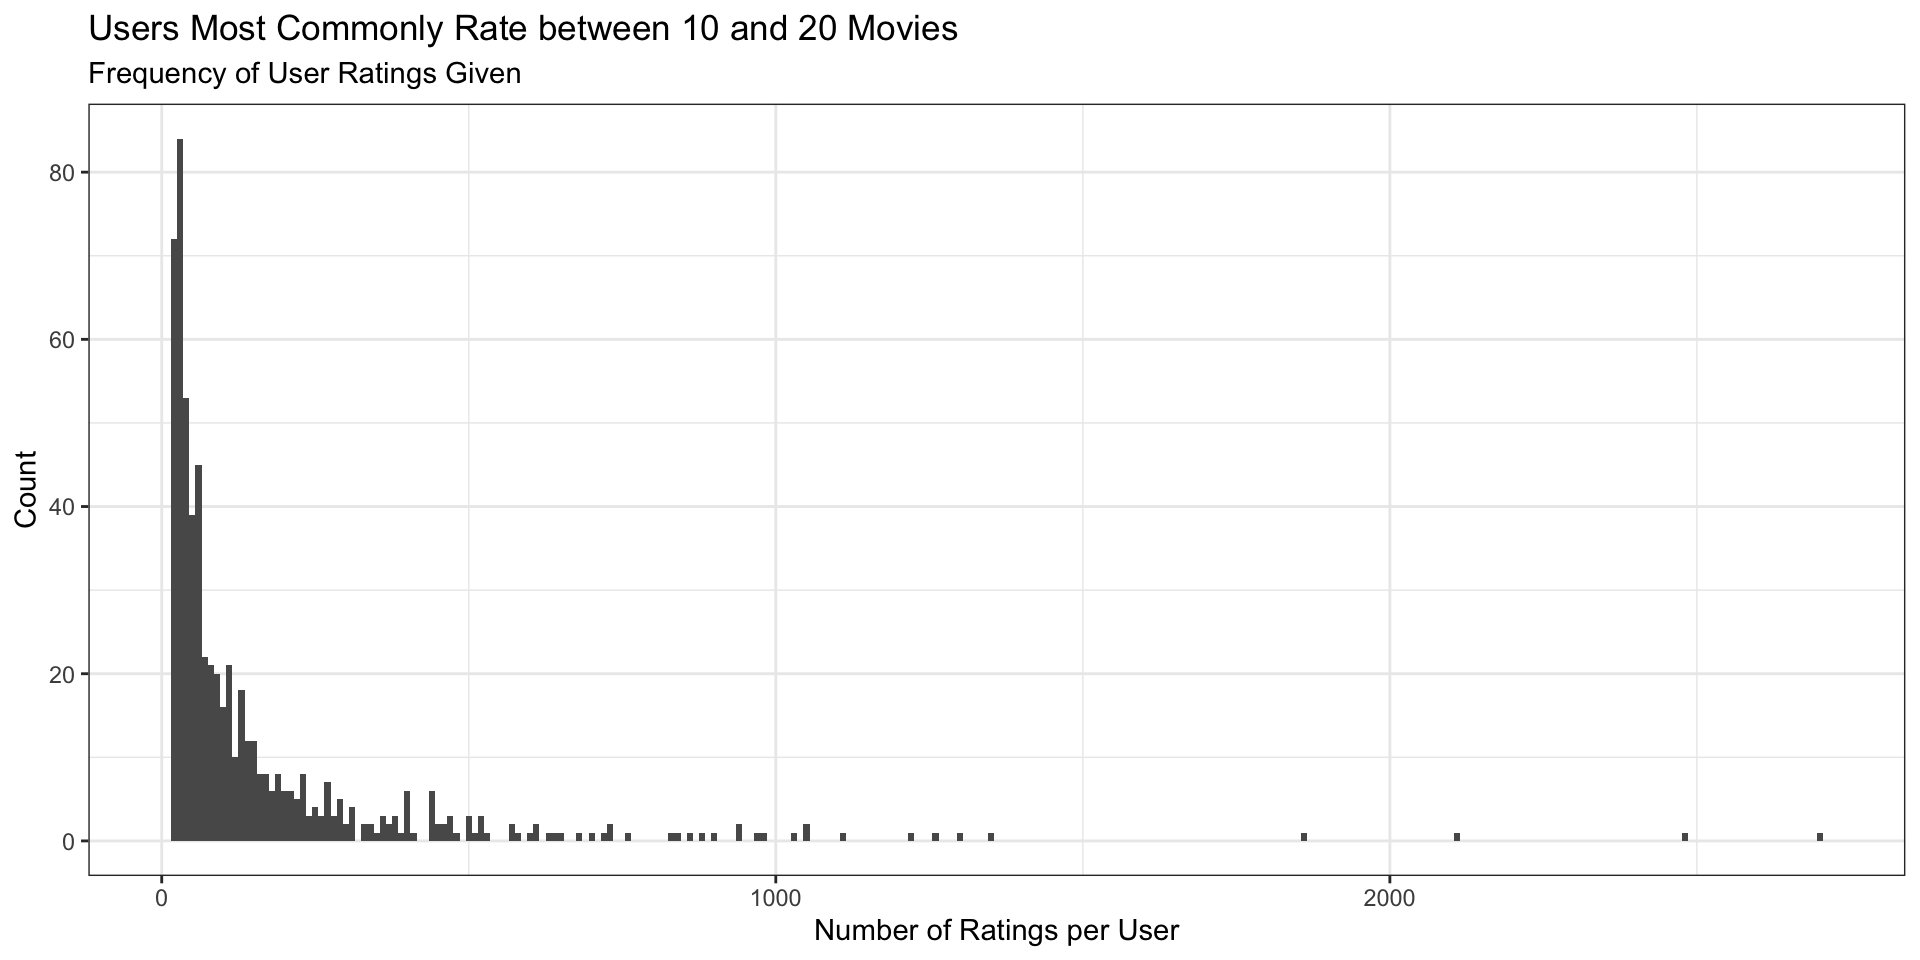 Users Most Commonly Rate between 10 and 20 Movies
Frequency of User Ratings Given
Count
80
60
40
20
0
0 1000 2000
Number of Ratings per User